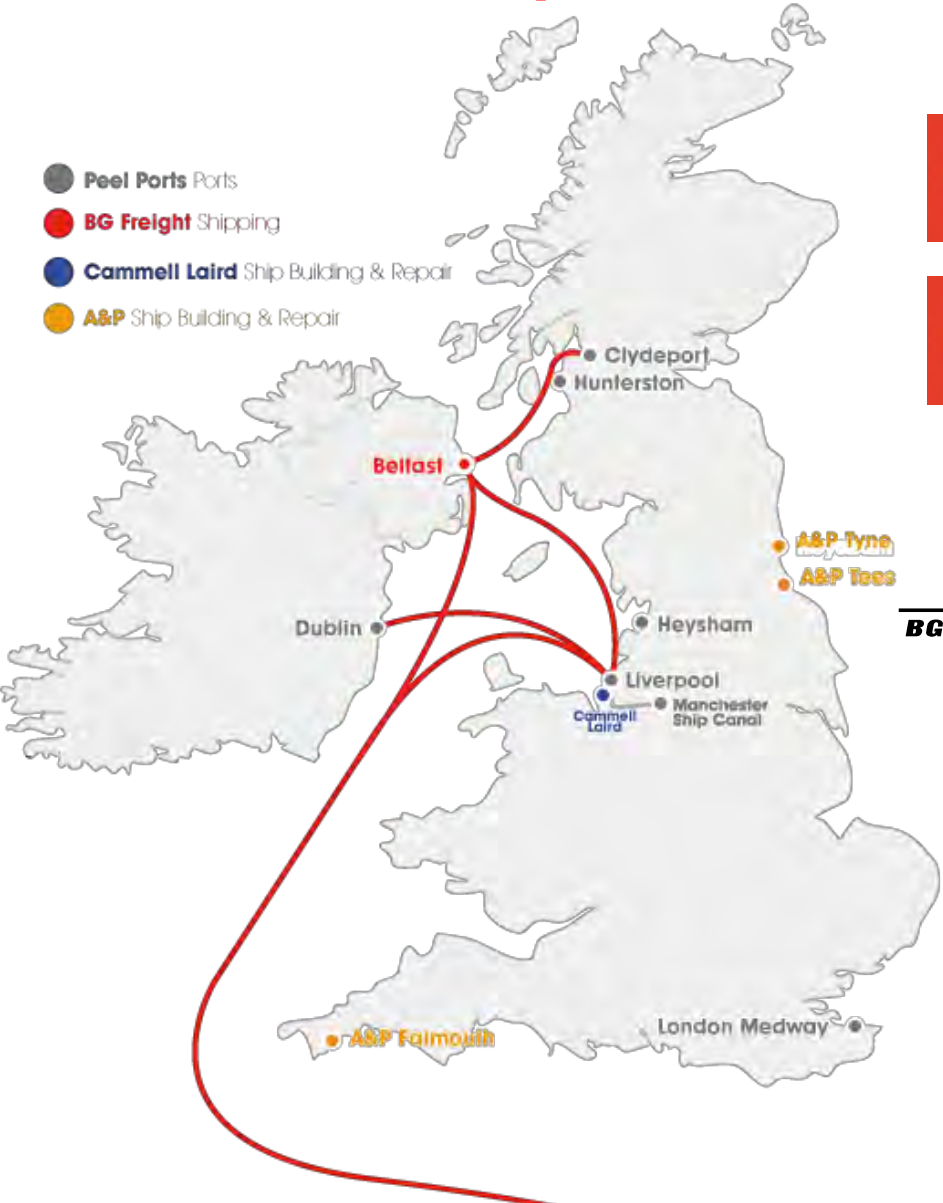 Peel Ports Ports
BG Freight Shipping
Cammell Laird Ship Building & Repair
A&P Ship Building & Repair
Clydeport
Hunterston
Belfast
A&P Tyne
A&P Tees
Dublin
Heysham
BG
Liverpool
Manchester
Ship Canal
Cammell
Laird
London Medway
A&P Falmouth